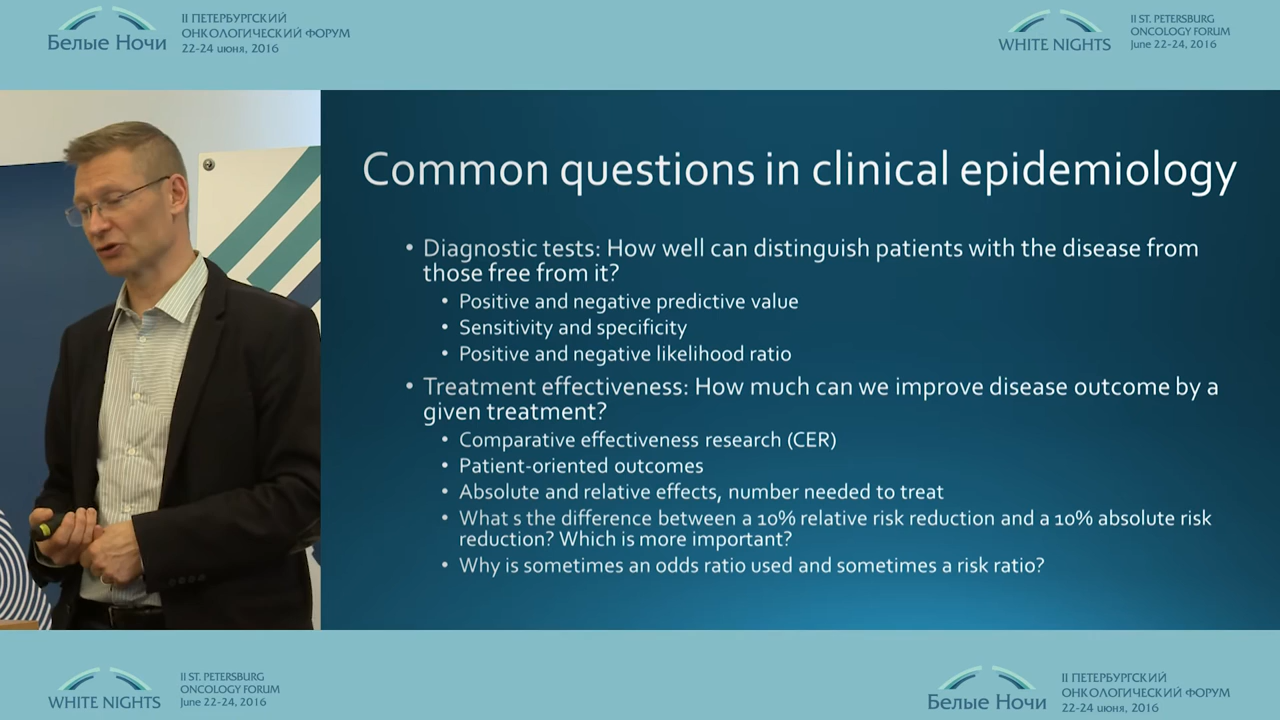 Белые Ночи
II ПЕТЕРБУРГСКИЙ
ОНКОЛОГИЧЕСКИЙ ФОРУМ
22-24 июня, 2016
WHITE NIGHTS
II ST. PETERSBURG
ONCOLOGY FORUM
June 22-24, 2016
Common questions in clinical epidemiology
• Diagnostic tests: How well can distinguish patients with the disease from
those free from it?
• Positive and negative predictive value
• Sensitivity and specificity
• Positive and negative likelihood ratio
• Treatment effectiveness: How much can we improve disease outcome by a
given treatment?
• Comparative effectiveness research (CER)
• Patient-oriented outcomes
• Absolute and relative effects, number needed to treat
• What s the difference between a 10% relative risk reduction and a 10% absolute risk
reduction? Which is more important?
• Why is sometimes an odds ratio used and sometimes a risk ratio?
WHITE NIGHTS
II ST. PETERSBURG
ONCOLOGY FORUM
June 22-24, 2016
Белые Ночи
II ПЕТЕРБУРГСКИЙ
ОНКОЛОГИЧЕСКИЙ ФОРУМ
22-24 июня, 2016